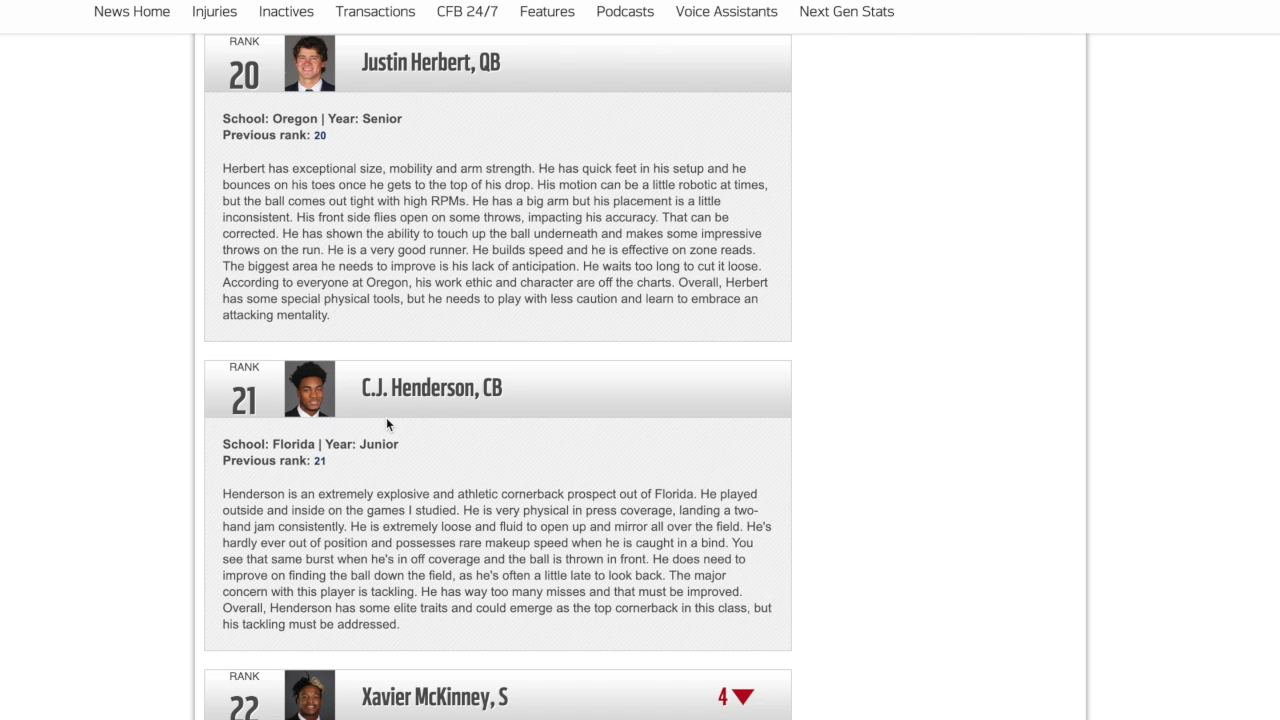 News Home Injuries Inactives Transactions CFB 24/7 Features Podcasts Voice Assistants Next Gen Stats
RANK
20
Justin Herbert, QB
School: Oregon | Year: Senior
Previous rank: 20
Herbert has exceptional size, mobility and arm strength. He has quick feet in his setup and he
bounces on his toes once he gets to the top of his drop. His motion can be a little robotic at times,
but the ball comes out tight with high RPMs. He has a big arm but his placement is a little
inconsistent. His front side flies open on some throws, impacting his accuracy. That can be
corrected. He has shown the ability to touch up the ball underneath and makes some impressive
throws on the run. He is a very good runner. He builds speed and he is effective on zone reads.
The biggest area he needs to improve is his lack of anticipation. He waits too long to cut it loose.
According to everyone at Oregon, his work ethic and character are off the charts. Overall, Herbert
has some special physical tools, but he needs to play with less caution and learn to embrace an
attacking mentality.
RANK
21
C.J. Henderson, CB
School: Florida | Year: Junior
Previous rank: 21
Henderson is an extremely explosive and athletic cornerback prospect out of Florida. He played
outside and inside on the games I studied. He is very physical in press coverage, landing a two-
hand jam consistently. He is extremely loose and fluid to open up and mirror all over the field. He's
hardly ever out of position and possesses rare makeup speed when he is caught in a bind. You
see that same burst when he's in off coverage and the ball is thrown in front. He does need to
improve on finding the ball down the field, as he's often a little late to look back. The major
concern with this player is tackling. He has way too many misses and that must be improved.
Overall, Henderson has some elite traits and could emerge as the top cornerback in this class, but
his tackling must be addressed.
RANK
22
Xavier McKinney, S
4